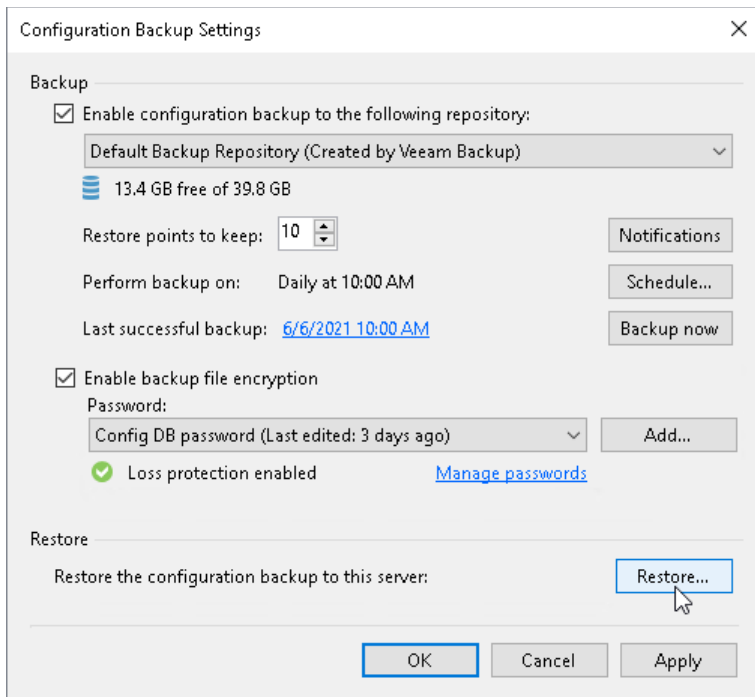 Configuration Backup Settings
Backup
Enable configuration backup to the following repository:
Default Backup Repository (Created by Veeam Backup)
13.4 GB free of 39.8 GB
Restore points to keep: 10 Notifications
Perform backup on: Daily at 10:00 AM Schedule...
Last successful backup: 6/6/2021 10:00 AM Backup now
Enable backup file encryption
Password:
Config DB password (Last edited: 3 days ago) Add...
Loss protection enabled Manage passwords
Restore
Restore the configuration backup to this server: Restore...
OK Cancel Apply